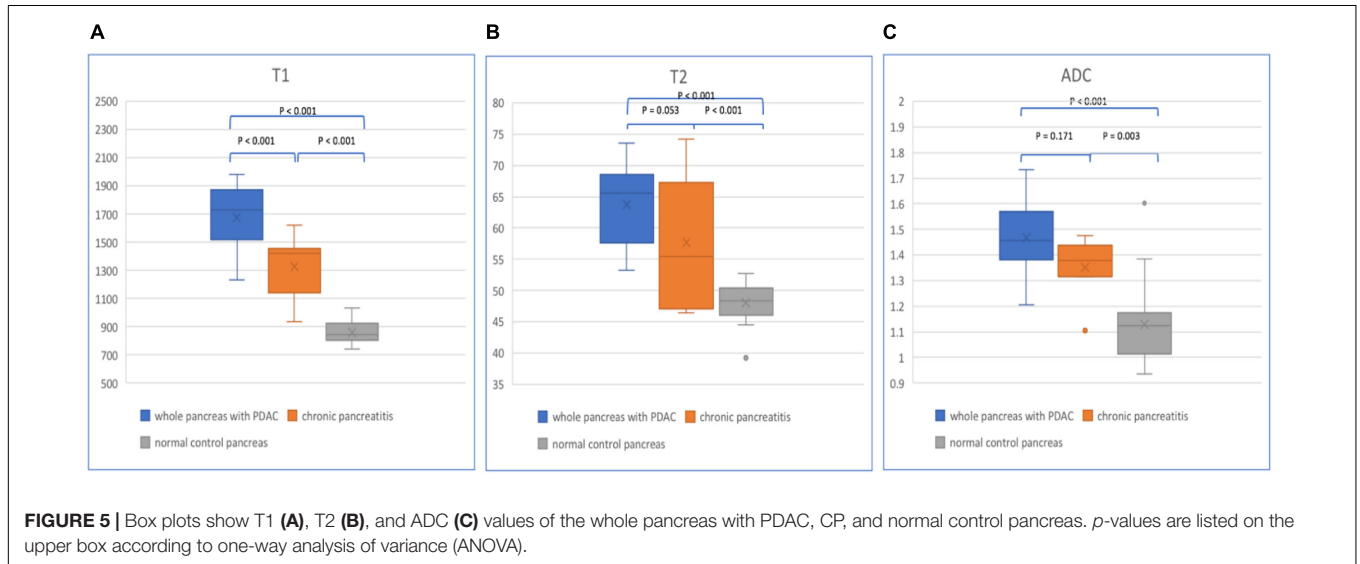 A
B
C
T1
2500
2300
2100
1900
1700
1500
1300
1100
900
700
500
P < 0.001
P < 0.001
P < 0.001
whole pancreas with PDAC
chronic pancreatitis
normal control pancreas
T2
80
75
70
65
60
55
50
45
40
35
P < 0.001
P = 0.053
P < 0.001
whole pancreas with PDAC
chronic pancreatitis
normal control pancreas
ADC
2
1.9
1.8
1.7
1.6
1.5
1.4
1.3
1.2
1.1
1
0.9
P < 0.001
P = 0.171
P = 0.003
whole pancreas with PDAC
chronic pancreatitis
normal control pancreas
FIGURE 5 | Box plots show T1 (A), T2 (B), and ADC (C) values of the whole pancreas with PDAC, CP, and normal control pancreas. p-values are listed on the
upper box according to one-way analysis of variance (ANOVA).